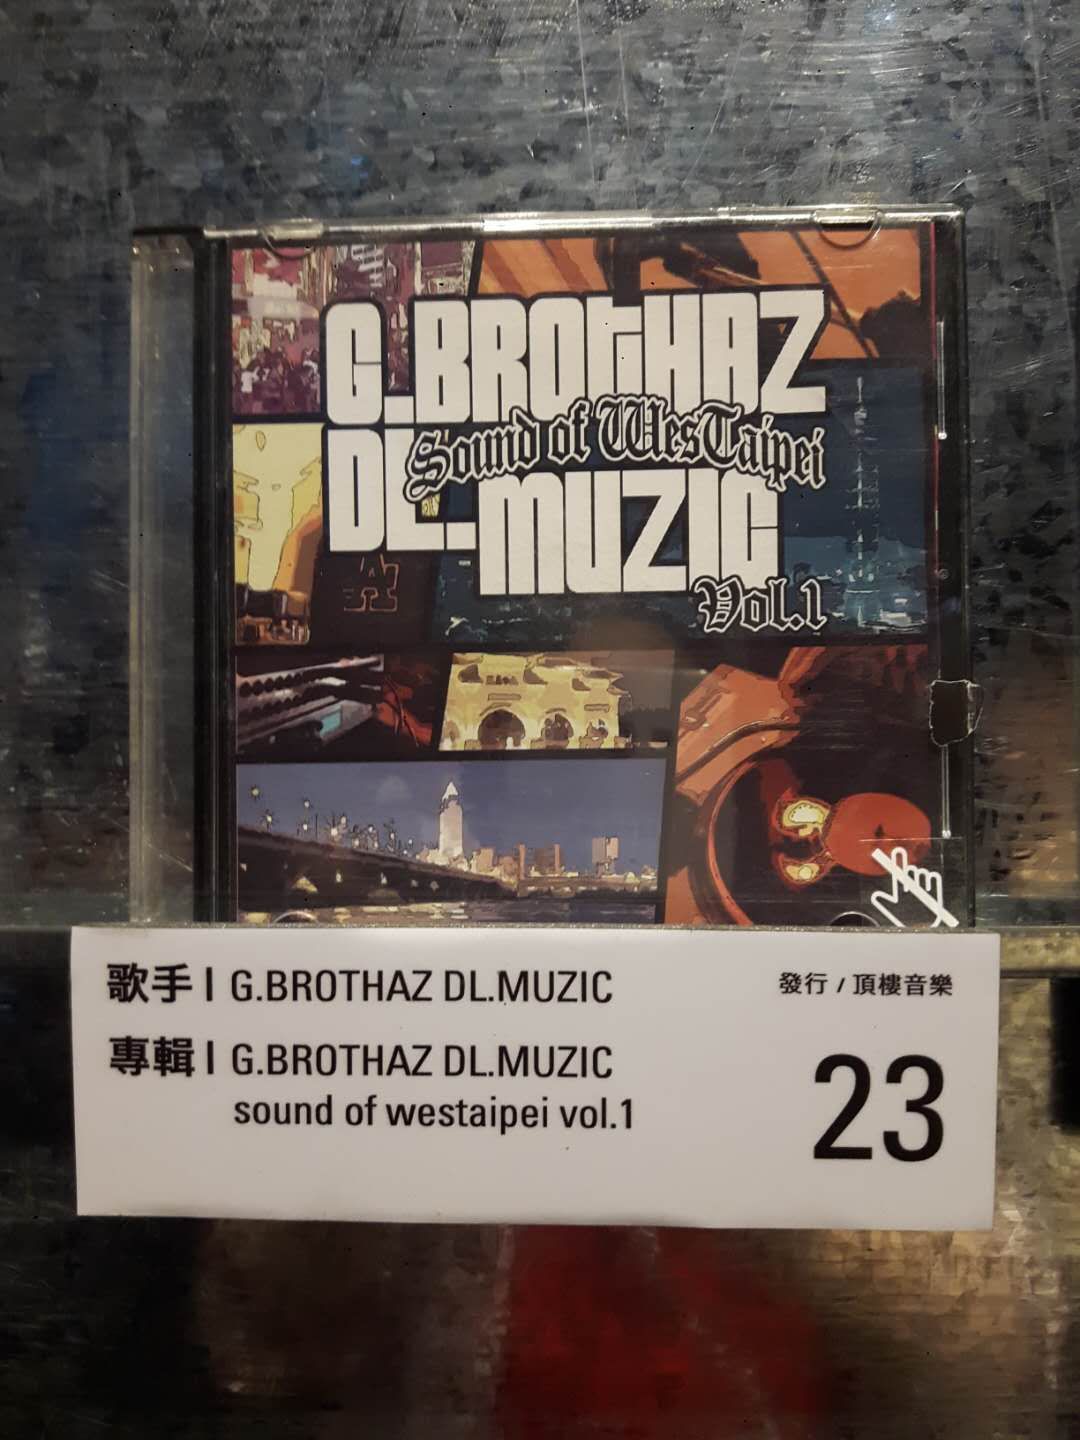 G.BROTHAZ
Sound of WesTaipei
DL.MUZIC
Vol.1
歌手 | G.BROTHAZ DL.MUZIC
發行 / 頂樓音樂
專輯 | G.BROTHAZ DL.MUZIC
sound of westaipei vol.1
23